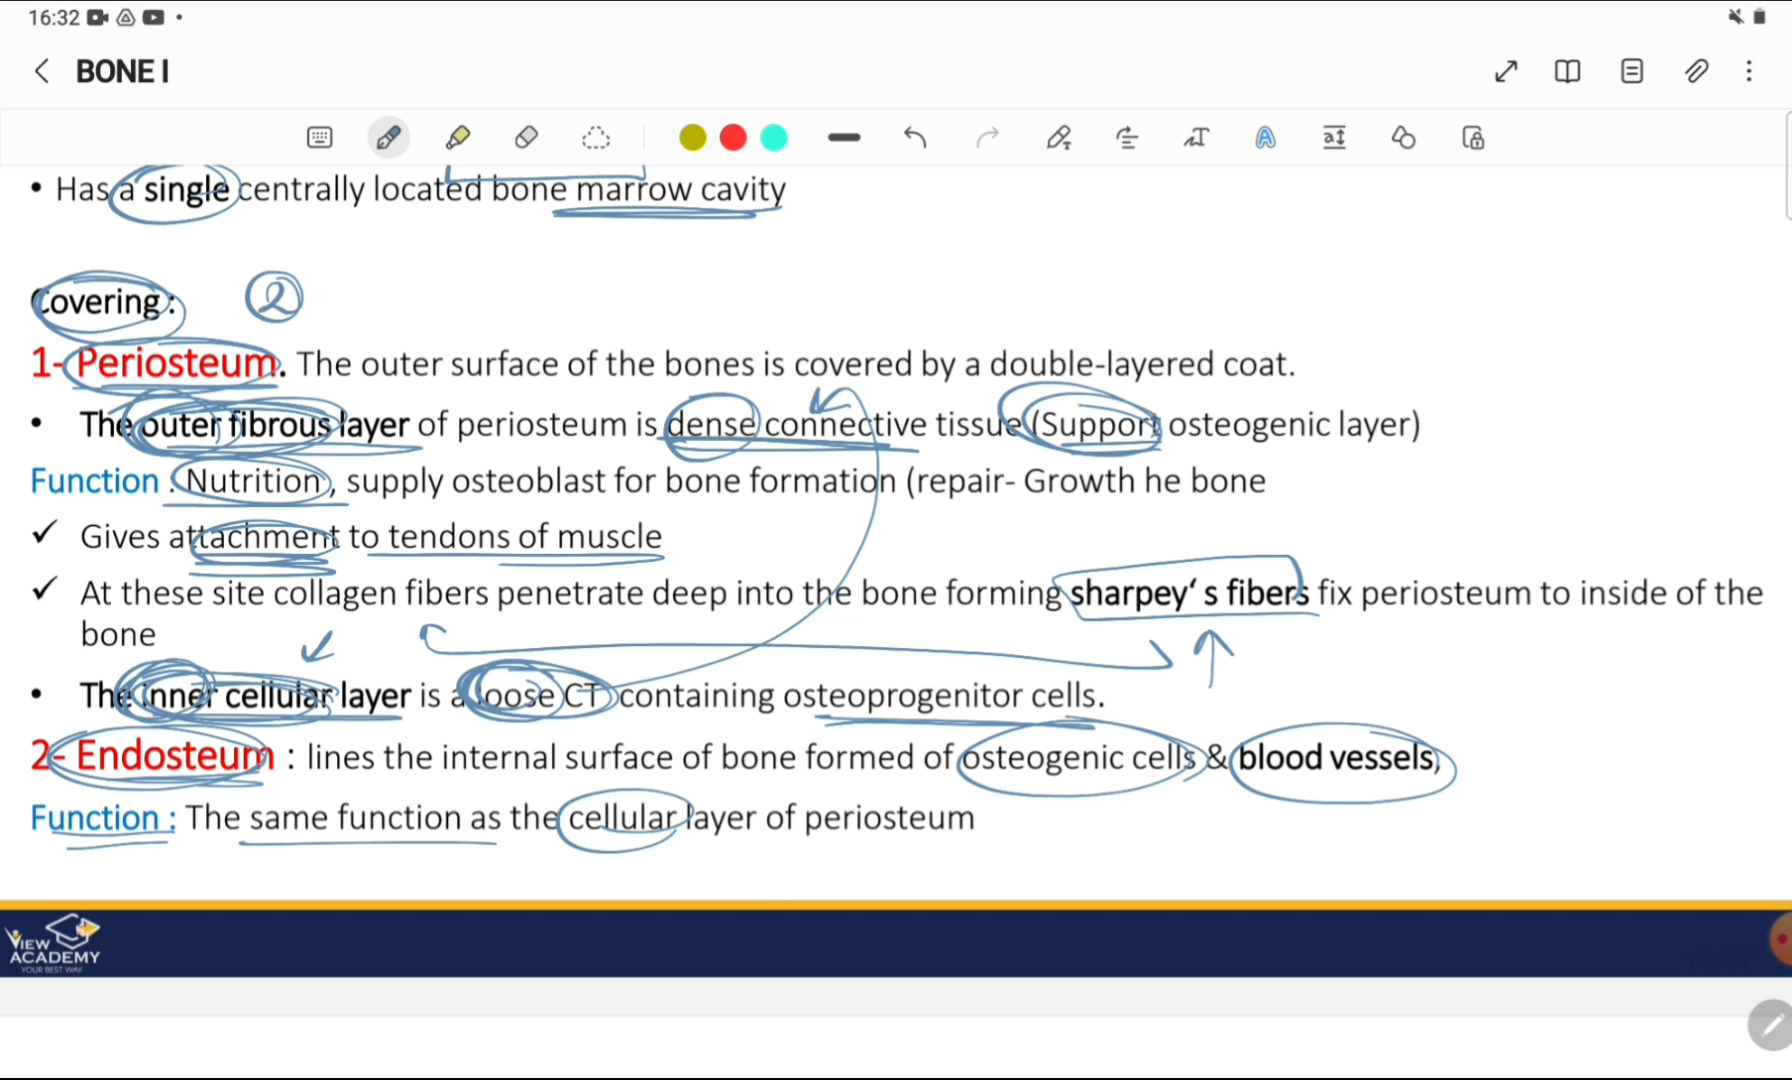 16:32
BONE I
• Has a single centrally located bone marrow cavity
Covering : 2
1- Periosteum. The outer surface of the bones is covered by a double-layered coat.
• The outer fibrous layer of periosteum is dense connective tissue (Support osteogenic layer)
Function : Nutrition , supply osteoblast for bone formation (repair- Growth he bone
✓ Gives attachment to tendons of muscle
✓ At these site collagen fibers penetrate deep into the bone forming sharpey‘ s fibers fix periosteum to inside of the
bone
• The inner cellular layer is a loose CT containing osteoprogenitor cells.
2- Endosteum : lines the internal surface of bone formed of osteogenic cells & blood vessels,
Function : The same function as the cellular layer of periosteum
VIEW
ACADEMY
YOUR BEST WAY